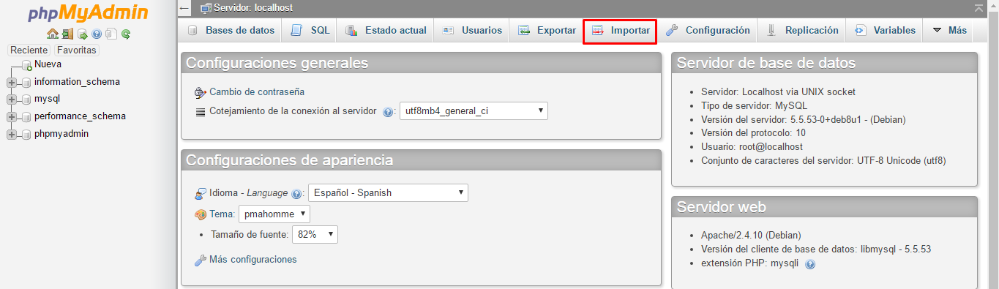 phpMyAdmin
Reciente Favoritas
Nueva
information_schema
mysql
performance_schema
phpmyadmin
Servidor: localhost
Bases de datos SQL Estado actual Usuarios Exportar Importar Configuración Replicación Variables Más
Configuraciones generales
Cambio de contraseña
Cotejamiento de la conexión al servidor : utf8mb4_general_ci
Configuraciones de apariencia
Idioma - Language : Español - Spanish
Tema: pmahomme
• Tamaño de fuente: 82%
Más configuraciones
Servidor de base de datos
• Servidor: Localhost via UNIX socket
• Tipo de servidor: MySQL
• Versión del servidor: 5.5.53-0+deb8u1 - (Debian)
• Versión del protocolo: 10
• Usuario: root@localhost
• Conjunto de caracteres del servidor: UTF-8 Unicode (utf8)
Servidor web
• Apache/2.4.10 (Debian)
• Versión del cliente de base de datos: libmysql - 5.5.53
• extensión PHP: mysqli